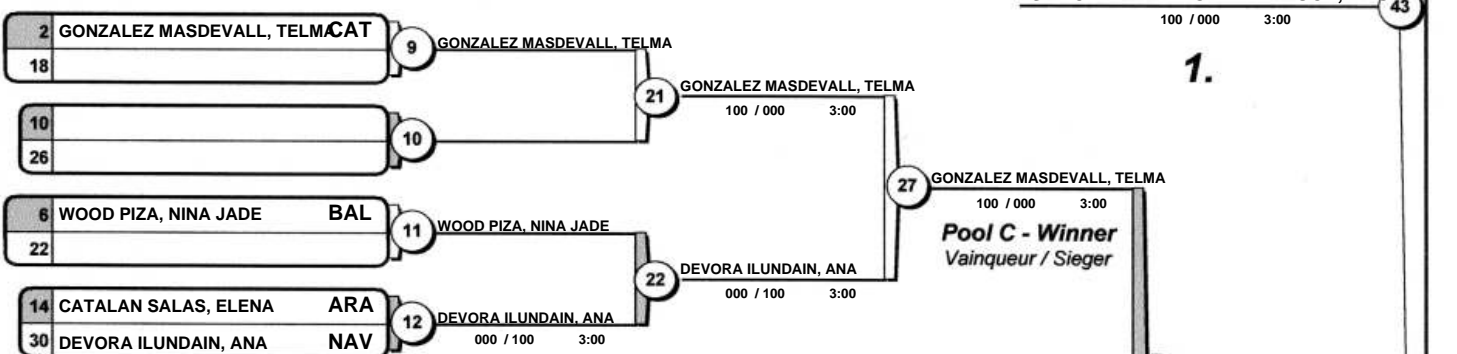 43
100 / 000 3:00
1.
2 GONZALEZ MASDEVALL, TELMA CAT
18
9
GONZALEZ MASDEVALL, TELMA
21
GONZALEZ MASDEVALL, TELMA
100 / 000 3:00
10
26
10
27
GONZALEZ MASDEVALL, TELMA
100 / 000 3:00
Pool C - Winner
Vainqueur / Sieger
6 WOOD PIZA, NINA JADE BAL
22
11
WOOD PIZA, NINA JADE
22
DEVORA ILUNDAIN, ANA
000 / 100 3:00
14 CATALAN SALAS, ELENA ARA
30 DEVORA ILUNDAIN, ANA NAV
12
DEVORA ILUNDAIN, ANA
000 / 100 3:00